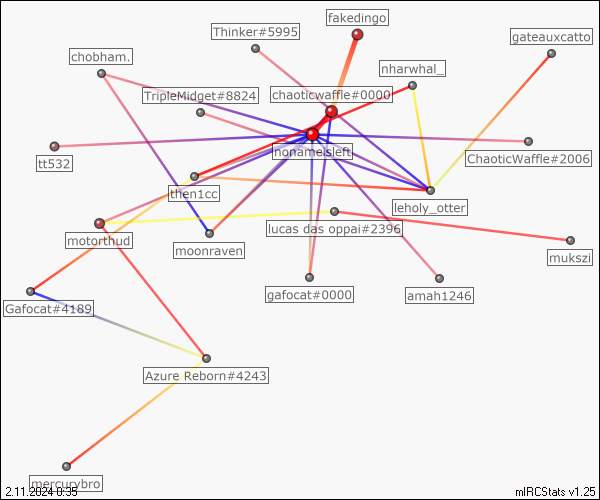 fakedingo
Thinker#5995
gateauxcatto
chobham.
nharwhal_
TripleMidget#8824
chaoticwaffle#0000
nonameisleft
tt532
ChaoticWaffle#2006
then1cc
leholy_otter
lucas das oppai#2396
motorthud
moonraven
mukszi
gafocat#0000
amah1246
Gafocat#4189
Azure Reborn#4243
mercurybro
2.11.2024 0:35
mIRCStats v1.25